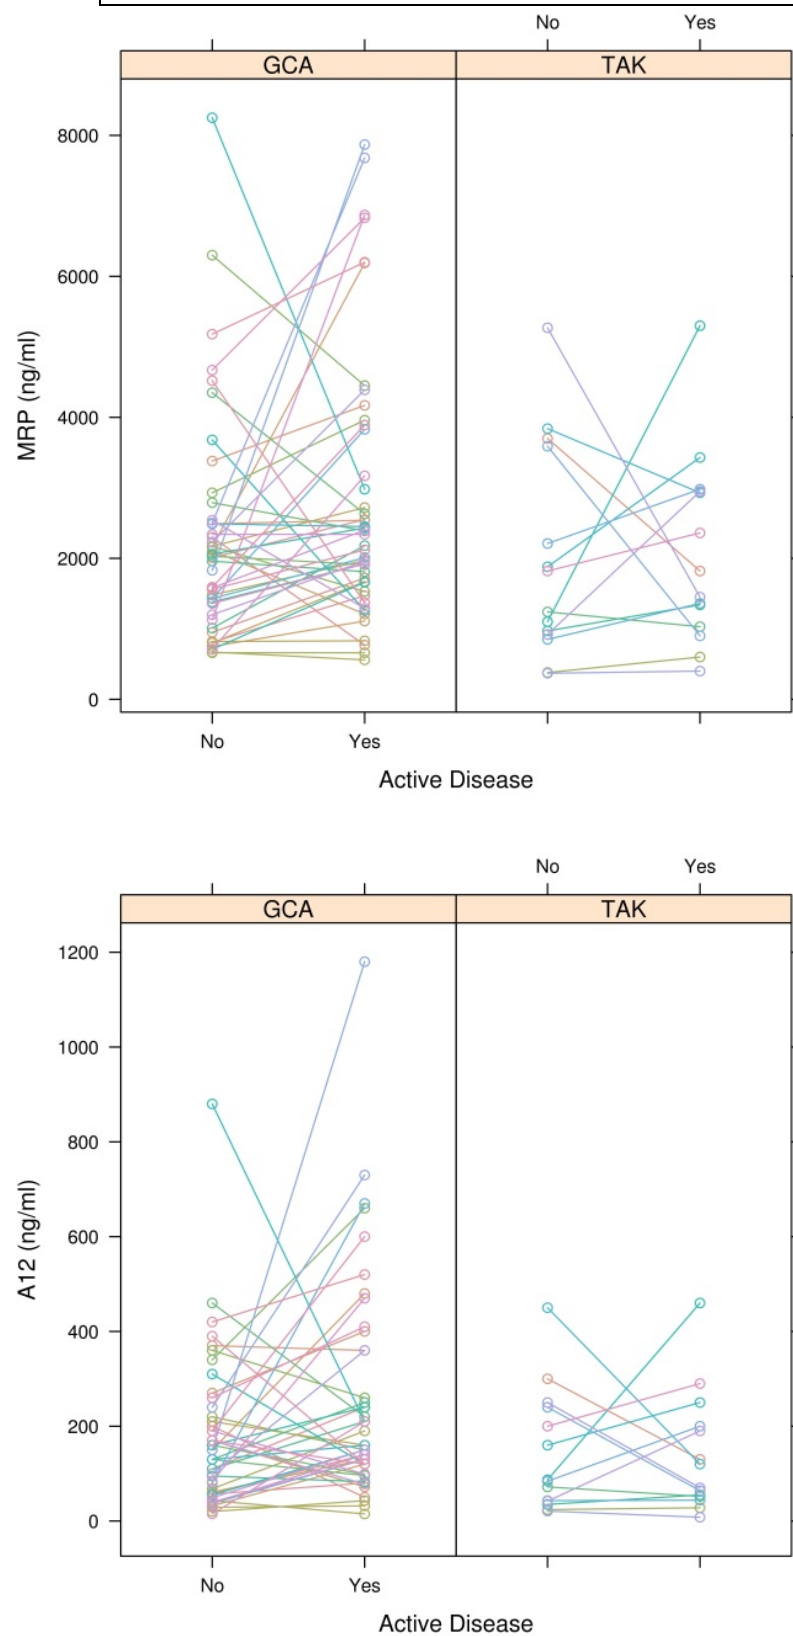 No Yes
GCA TAK
8000
6000
4000
2000
0
MRP (ng/ml)
No Yes
Active Disease
No Yes
GCA TAK
1200
1000
800
600
400
200
0
A12 (ng/ml)
No Yes
Active Disease